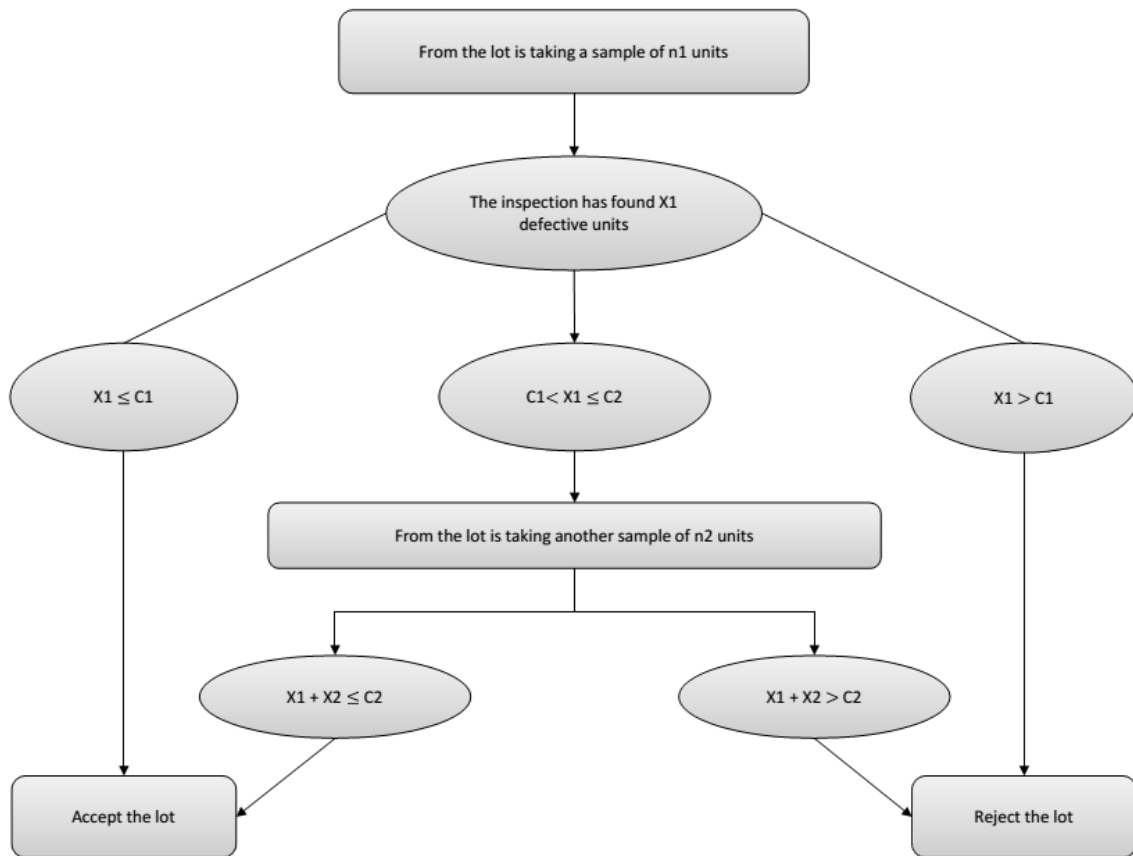 From the lot is taking a sample of n1 units
The inspection has found X1
defective units
X1 ≤ C1
C1< X1 ≤ C2
X1 > C1
From the lot is taking another sample of n2 units
X1 + X2 ≤ C2
X1 + X2 > C2
Accept the lot
Reject the lot